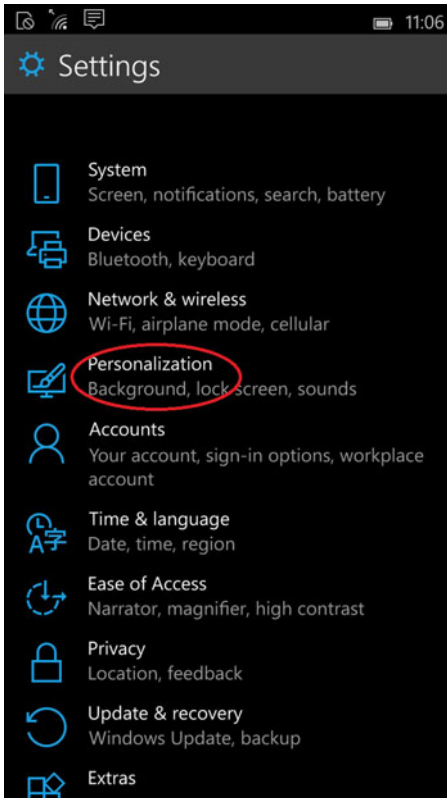 11:06
Settings
System
Screen, notifications, search, battery
Devices
Bluetooth, keyboard
Network & wireless
Wi-Fi, airplane mode, cellular
Personalization
Background, lock screen, sounds
Accounts
Your account, sign-in options, workplace
account
Time & language
Date, time, region
Ease of Access
Narrator, magnifier, high contrast
Privacy
Location, feedback
Update & recovery
Windows Update, backup
Extras